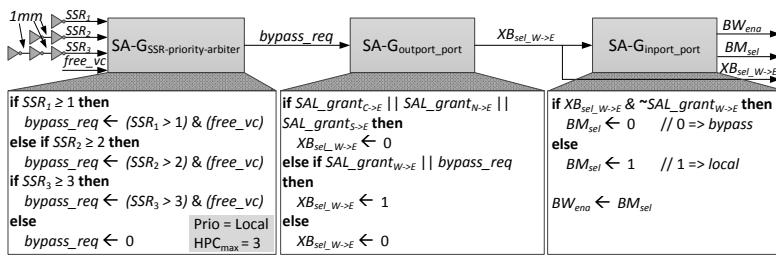 1mm
SSR1
SSR2
SSR3
free_vc
SA-GSSR-priority-arbiter
bypass_req
SA-Goutport_port
XBsel_W->E
SA-Ginport_port
BWena
BMsel
XBsel_W->E
if SSR1 ≥ 1 then
bypass_req ← (SSR1 > 1) & (free_vc)
else if SSR2 ≥ 2 then
bypass_req ← (SSR2 > 2) & (free_vc)
if SSR3 ≥ 3 then
bypass_req ← (SSR3 > 3) & (free_vc)
else
bypass_req ← 0
Prio = Local
HPCmax = 3
if SAL_grantC->E || SAL_grantN->E ||
SAL_grantS->E then
XBsel_W->E ← 0
else if SAL_grantW->E || bypass_req
then
XBsel_W->E ← 1
else
XBsel_W->E ← 0
if XBsel_W->E & ~SAL_grantW->E then
BMsel ← 0 // 0 => bypass
else
BMsel ← 1 // 1 => local
BWena ← BMsel